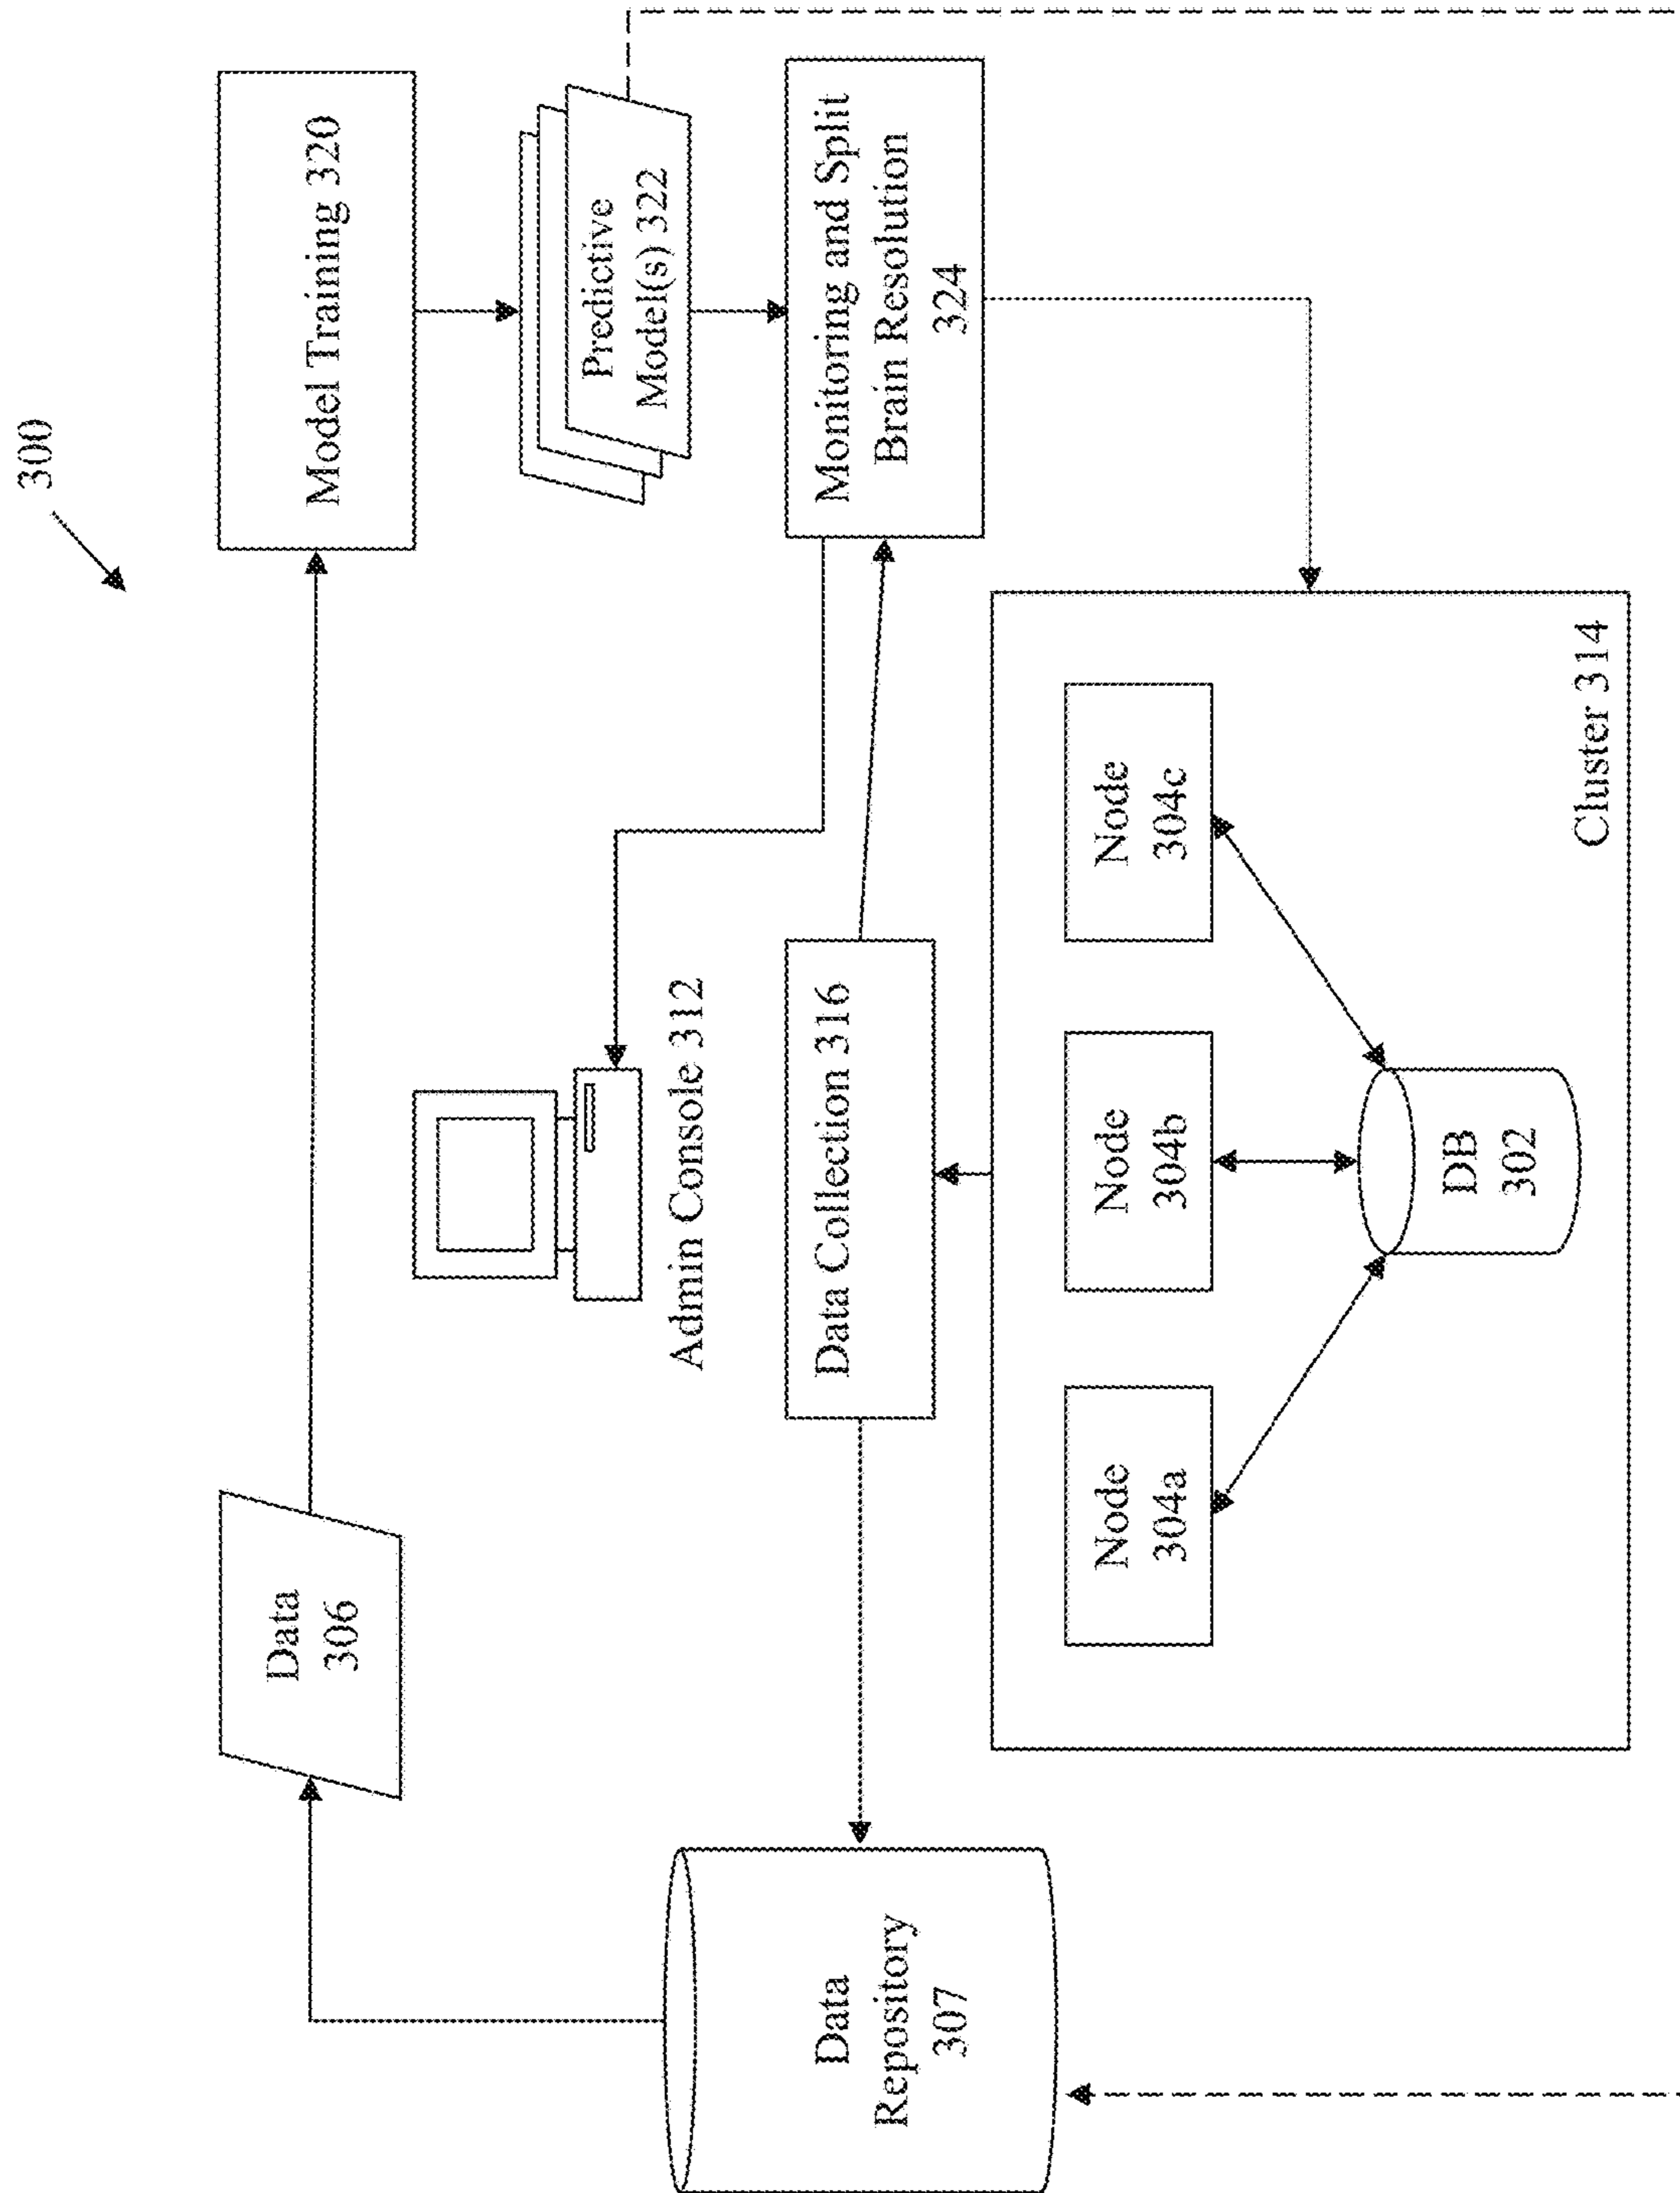 300
Data
306
Model Training 320
Predictive
Model(s) 322
Admin Console 312
Data
Repository
307
Data Collection 316
Monitoring and Split
Brain Resolution
324
Node
304a
Node
304b
Node
304c
DB
302
Cluster 314